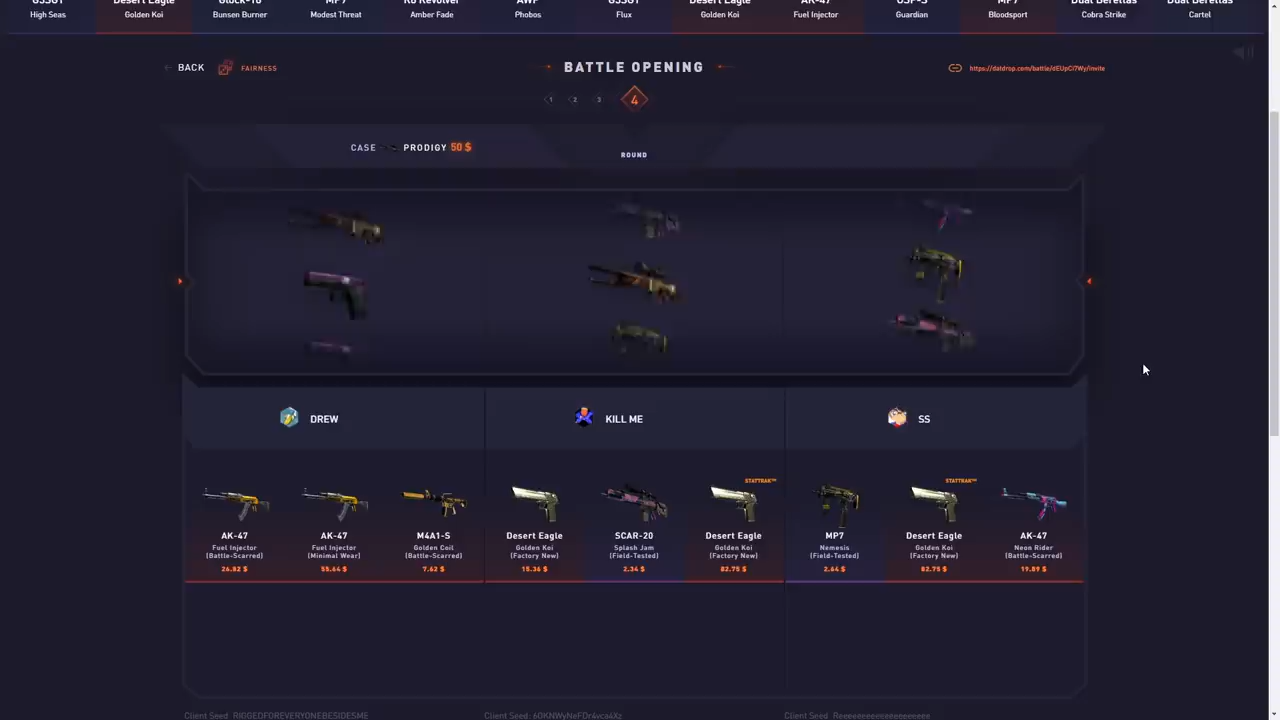 High Seas Golden Koi Bunsen Burner Modest Threat Amber Fade Phobos Flux Golden Koi Fuel Injector Guardian Bloodsport Cobra Strike Cartel
BACK FAIRNESS BATTLE OPENING
1 2 3 4
CASE PRODIGY 50 $
ROUND
DREW KILL ME SS
STATTRAK™ STATTRAK™
AK-47 AK-47 M4A1-S Desert Eagle SCAR-20 Desert Eagle MP7 Desert Eagle AK-47
Fuel Injector Fuel Injector Golden Coil Golden Koi Splash Jam Golden Koi Nemesis Golden Koi Neon Rider
(Battle-Scarred) (Minimal Wear) (Battle-Scarred) (Factory New) (Field-Tested) (Factory New) (Field-Tested) (Factory New) (Battle-Scarred)
26.82 $ 55.64 $ 7.62 $ 15.36 $ 2.34 $ 82.75 $ 2.64 $ 82.75 $ 19.89 $
Client Seed: RIGGEDFOREVERYONEBESIDESME